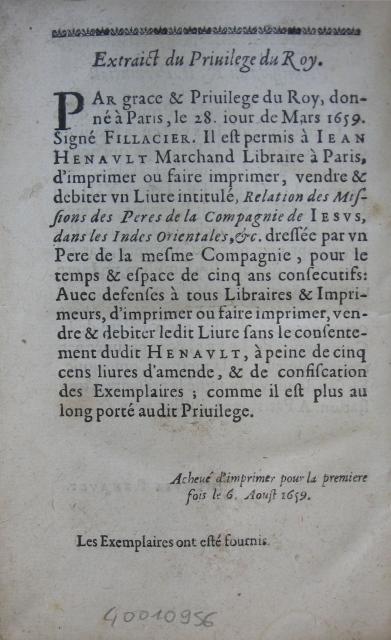 Extraict du Priuilege du Roy.
PAr grace & Priuilege du Roy, don-
né à Paris, le 28. iour de Mars 1659.
Signé FILLACIER. Il eſt permis à IEAN
HENAVLT Marchand Libraire à Paris,
d'imprimer ou faire imprimer, vendre &
debiter vn Liure intitulé, Relation des Miſ-
ſions des Peres de la Compagnie de IESVS,
dans les Indes Orientales, &c. dreſſée par vn
Pere de la meſme Compagnie, pour le
temps & eſpace de cinq ans conſecutifs:
Auec defenſes à tous Libraires & Impri-
meurs, d'imprimer ou faire imprimer, ven-
dre & debiter ledit Liure ſans le conſente-
ment dudit HENAVLT, à peine de cinq
cens liures d'amende, & de confiſcation
des Exemplaires ; comme il eſt plus au
long porté audit Priuilege.
Acheué d'imprimer pour la premiere
fois le 6. Aouſt 1659.
Les Exemplaires ont eſté fournis.
40010956